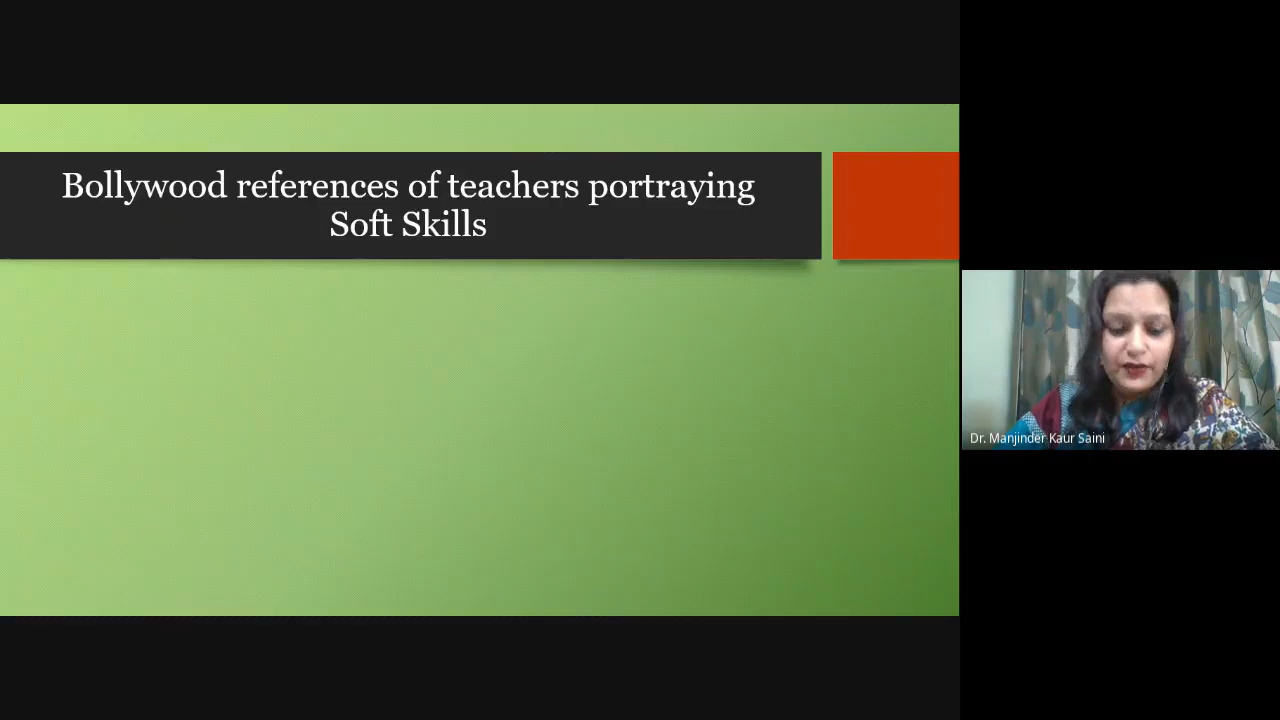 Bollywood references of teachers portraying
Soft Skills
Dr. Manjinder Kaur Saini